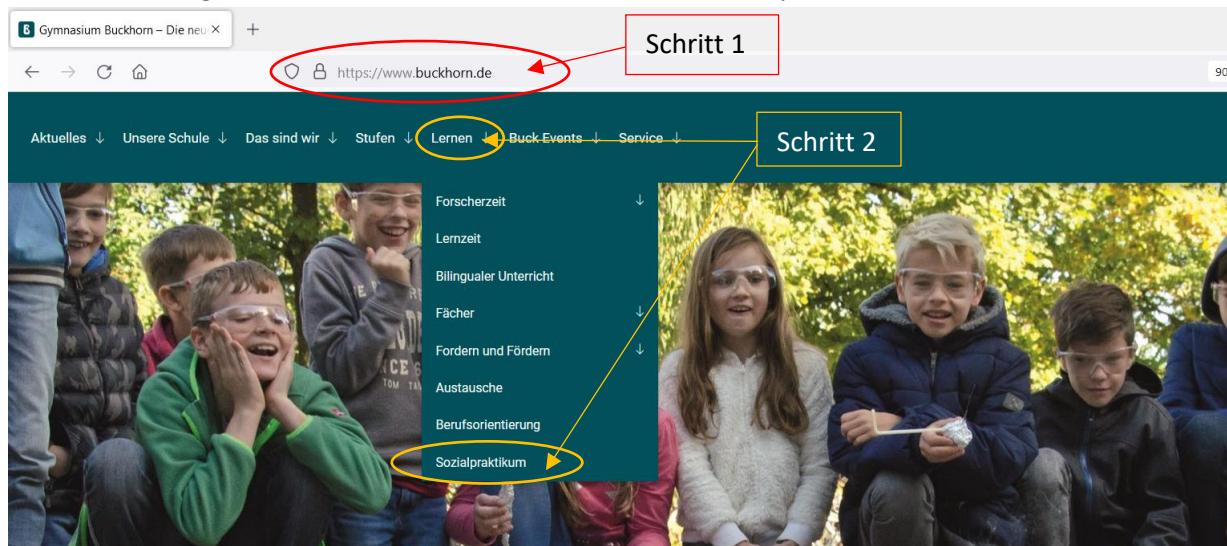 Gymnasium Buckhorn – Die neu
Schritt 1
https://www.buckhorn.de
90
Aktuelles ↓ Unsere Schule ↓ Das sind wir ↓ Stufen ↓ Lernen ↓ Buck Events ↓ Service ↓
Schritt 2
Forscherzeit ↓
Lernzeit
Bilingualer Unterricht
Fächer ↓
Fordern und Fördern ↓
Austausche
Berufsorientierung
Sozialpraktikum